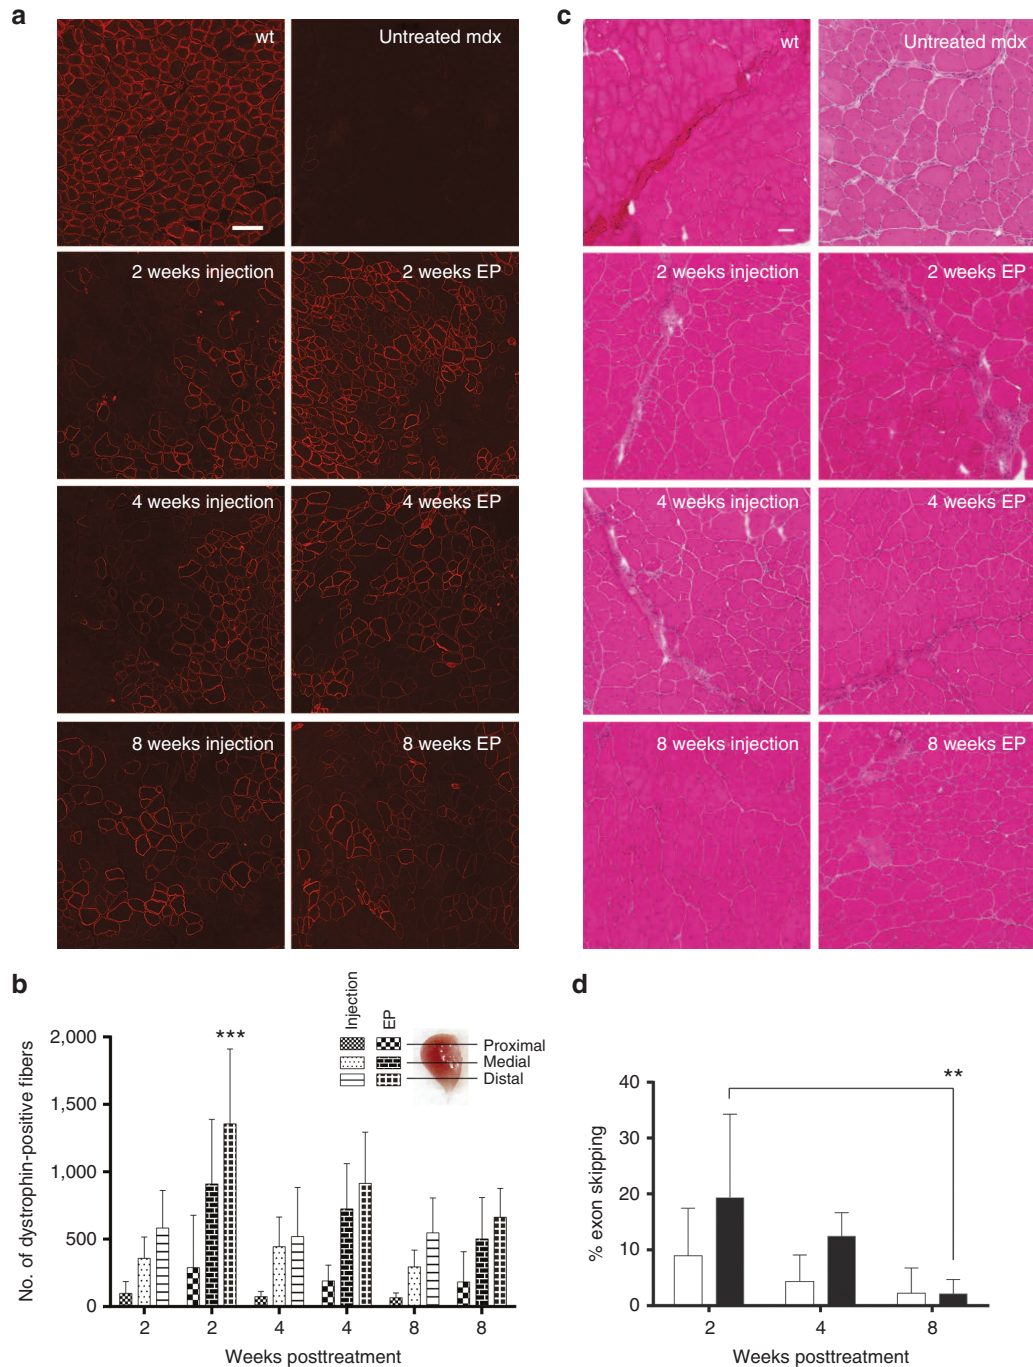 a
wt
Untreated mdx
2 weeks injection
2 weeks EP
4 weeks injection
4 weeks EP
8 weeks injection
8 weeks EP
c
wt
Untreated mdx
2 weeks injection
2 weeks EP
4 weeks injection
4 weeks EP
8 weeks injection
8 weeks EP
b
Injection
EP
Proximal
Medial
Distal
***
No. of dystrophin-positive fibers
2,000
1,500
1,000
500
0
2 2 4 4 8 8
Weeks posttreatment
d
**
% exon skipping
40
30
20
10
0
2 4 8
Weeks posttreatment